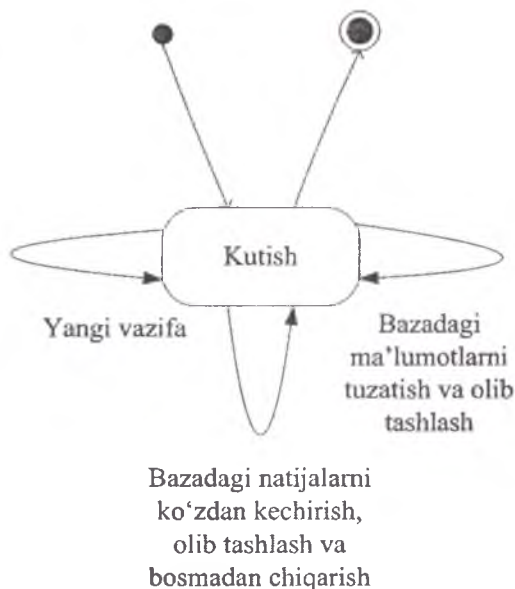 Kutish
Yangi vazifa
Bazadagi
ma’lumotlarni
tuzatish va olib
tashlash
Bazadagi natijalarni
ko‘zdan kechirish,
olib tashlash va
bosmadan chiqarish